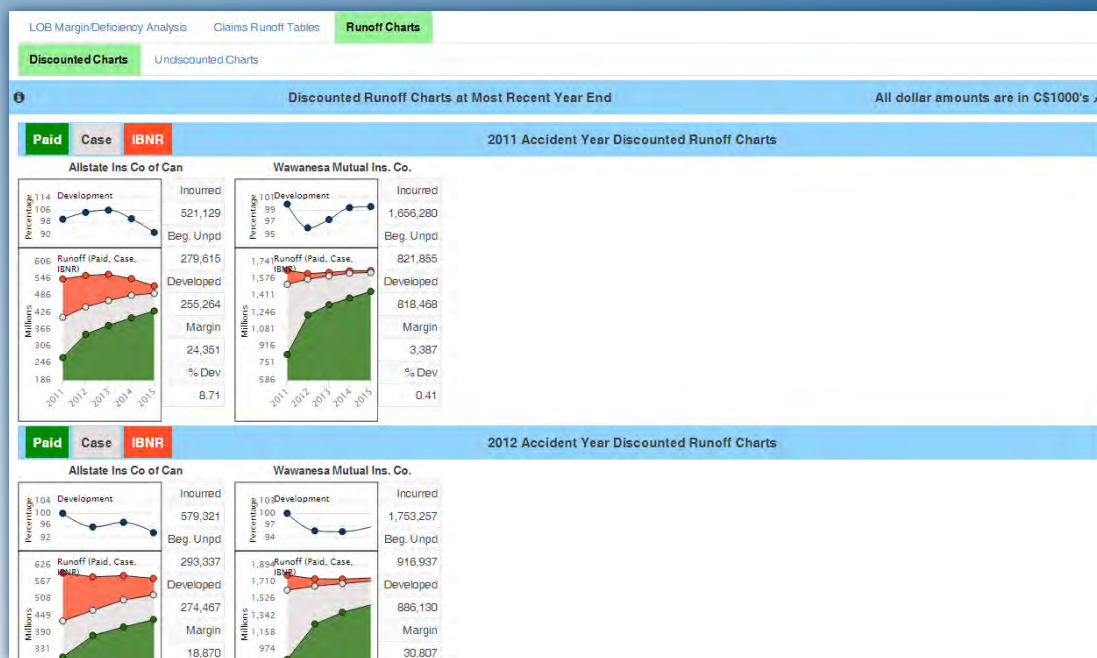 LOB Margin/Deficiency Analysis Claims Runoff Tables Runoff Charts
Discounted Charts Undiscounted Charts
Discounted Runoff Charts at Most Recent Year End All dollar amounts are in C$1000's
Paid Case IBNR 2011 Accident Year Discounted Runoff Charts
Allstate Ins Co of Can Wawanesa Mutual Ins. Co.
Percentage
114
106
98
90
Development
Runoff (Paid, Case,
IBNR)
Millions
606
546
486
426
366
306
246
186
2011 2012 2013 2014 2015
Incurred
521,129
Beg. Unpd
279,615
Developed
255,264
Margin
24,351
% Dev
8.71
Percentage
101
99
97
95
Development
Runoff (Paid, Case,
IBNR)
Millions
1,741
1,576
1,411
1,246
1,081
916
751
586
2011 2012 2013 2014 2015
Incurred
1,656,280
Beg. Unpd
821,855
Developed
818,468
Margin
3,387
% Dev
0.41
Paid Case IBNR 2012 Accident Year Discounted Runoff Charts
Allstate Ins Co of Can Wawanesa Mutual Ins. Co.
Percentage
104
100
96
92
Development
Runoff (Paid, Case,
IBNR)
Millions
626
567
508
449
390
331
Incurred
579,321
Beg. Unpd
293,337
Developed
274,467
Margin
18,870
Percentage
103
100
97
94
Development
Runoff (Paid, Case,
IBNR)
Millions
1,894
1,710
1,526
1,342
1,158
974
Incurred
1,753,257
Beg. Unpd
916,937
Developed
886,130
Margin
30,807